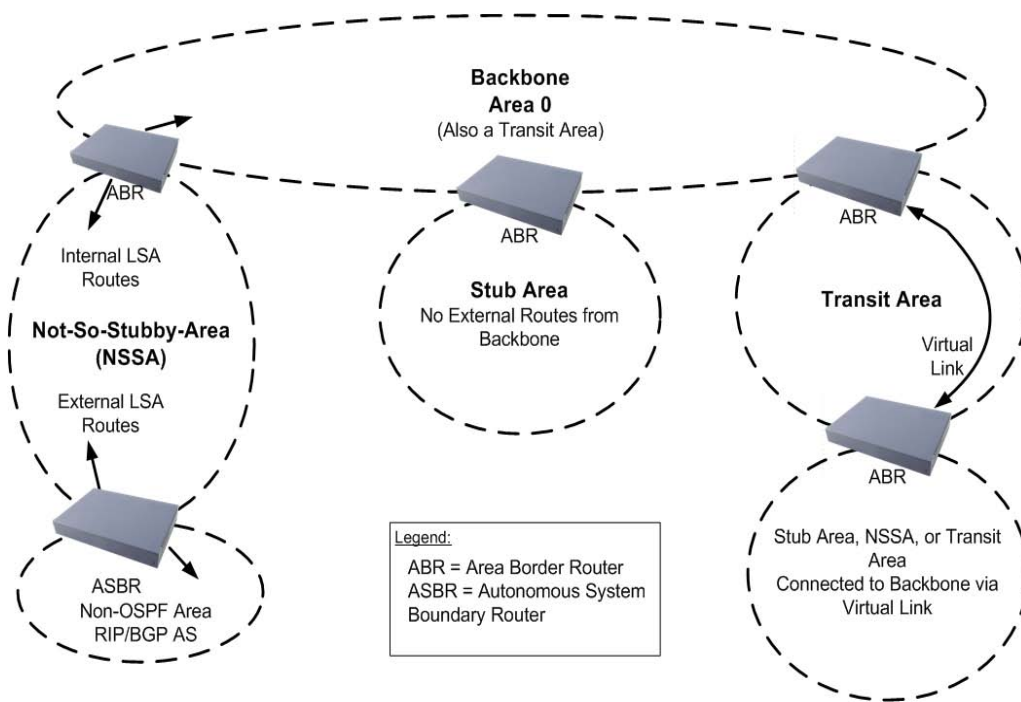 Backbone
Area 0
(Also a Transit Area)
ABR
ABR
ABR
Internal LSA
Routes
Not-So-Stubby-Area
(NSSA)
External LSA
Routes
Stub Area
No External Routes from
Backbone
Transit Area
Virtual
Link
ABR
ASBR
Non-OSPF Area
RIP/BGP AS
Legend:
ABR = Area Border Router
ASBR = Autonomous System
Boundary Router
Stub Area, NSSA, or Transit
Area
Connected to Backbone via
Virtual Link